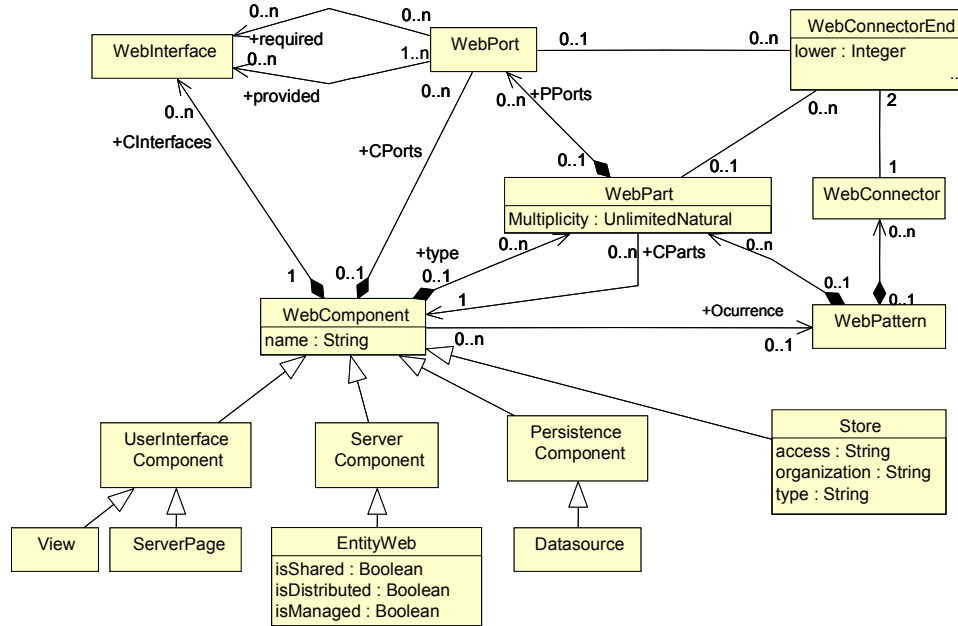 0..n
0..n
WebInterface
+required
0..n
WebPort
1..n
+provided
0..n
0..1
0..n
WebConnectorEnd
lower : Integer
..
0..n
+CInterfaces
+CPorts
0..n
+PPorts
0..1
0..n
2
0..1
1
WebPart
Multiplicity : UnlimitedNatural
WebConnector
+type
0..n
0..n
+CParts
0..n
0..n
1
0..1
0..1
1
0..1
0..1
WebComponent
name : String
0..n
+Ocurrence
0..1
WebPattern
UserInterface
Component
Server
Component
Persistence
Component
Store
access : String
organization : String
type : String
View
ServerPage
EntityWeb
isShared : Boolean
isDistributed : Boolean
isManaged : Boolean
Datasource